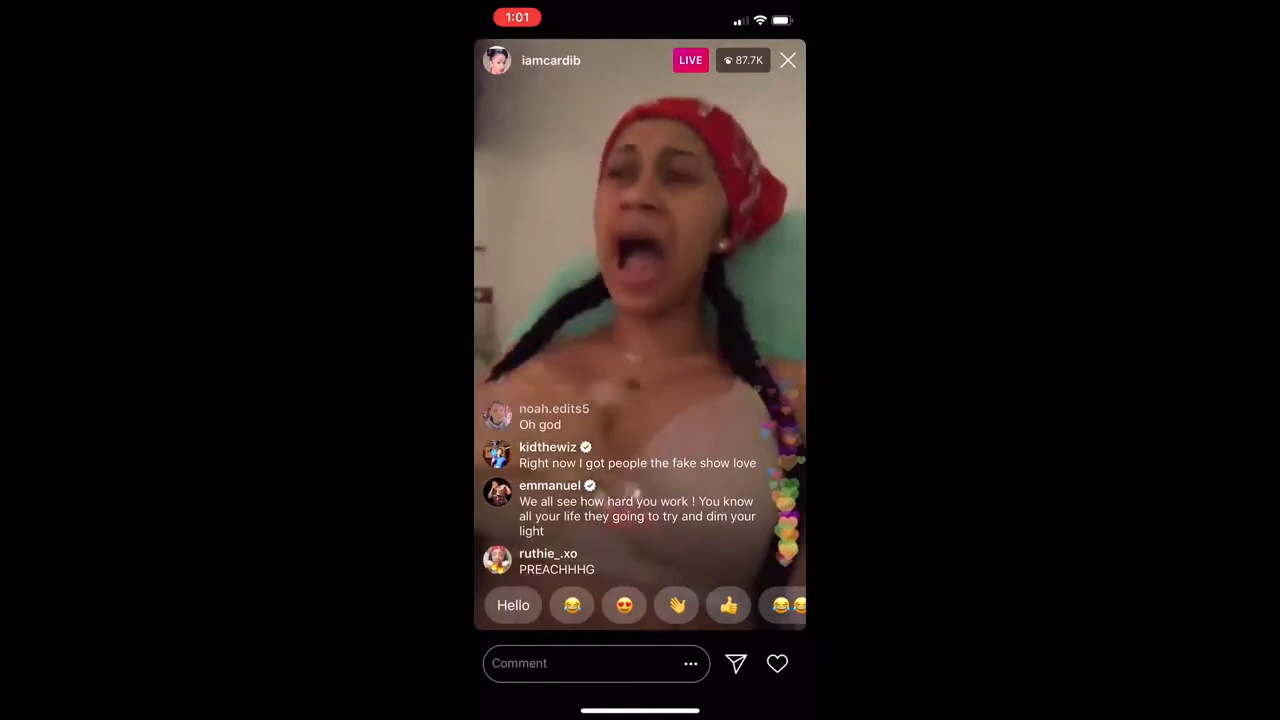 1:01
iamcardib
LIVE
87.7K
noah.edits5
Oh god
kidthewiz
Right now I got people the fake show love
emmanuel
We all see how hard you work ! You know
all your life they going to try and dim your
light
ruthie_.xo
PREACHHHG
Hello
Comment